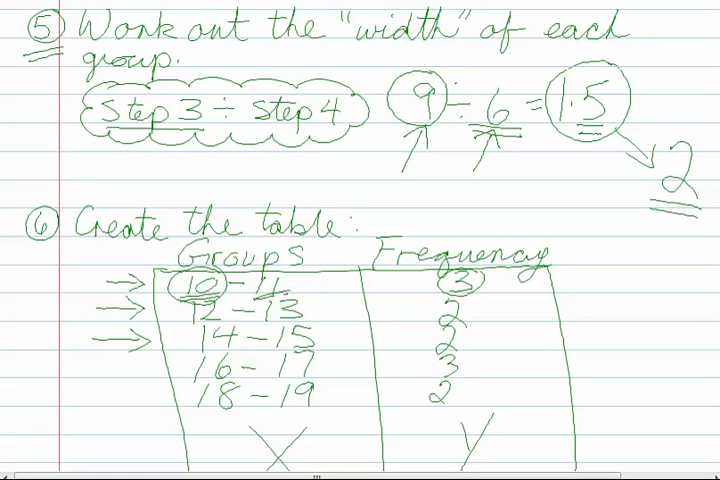 ⑤ Work out the "width" of each
group.
Step 3 ÷ Step 4 9 ÷ 6 = 1.5
2
⑥ Create the table:
Groups Frequency
10 - 11 3
12 - 13 2
14 - 15 2
16 - 17 3
18 - 19 2
X Y